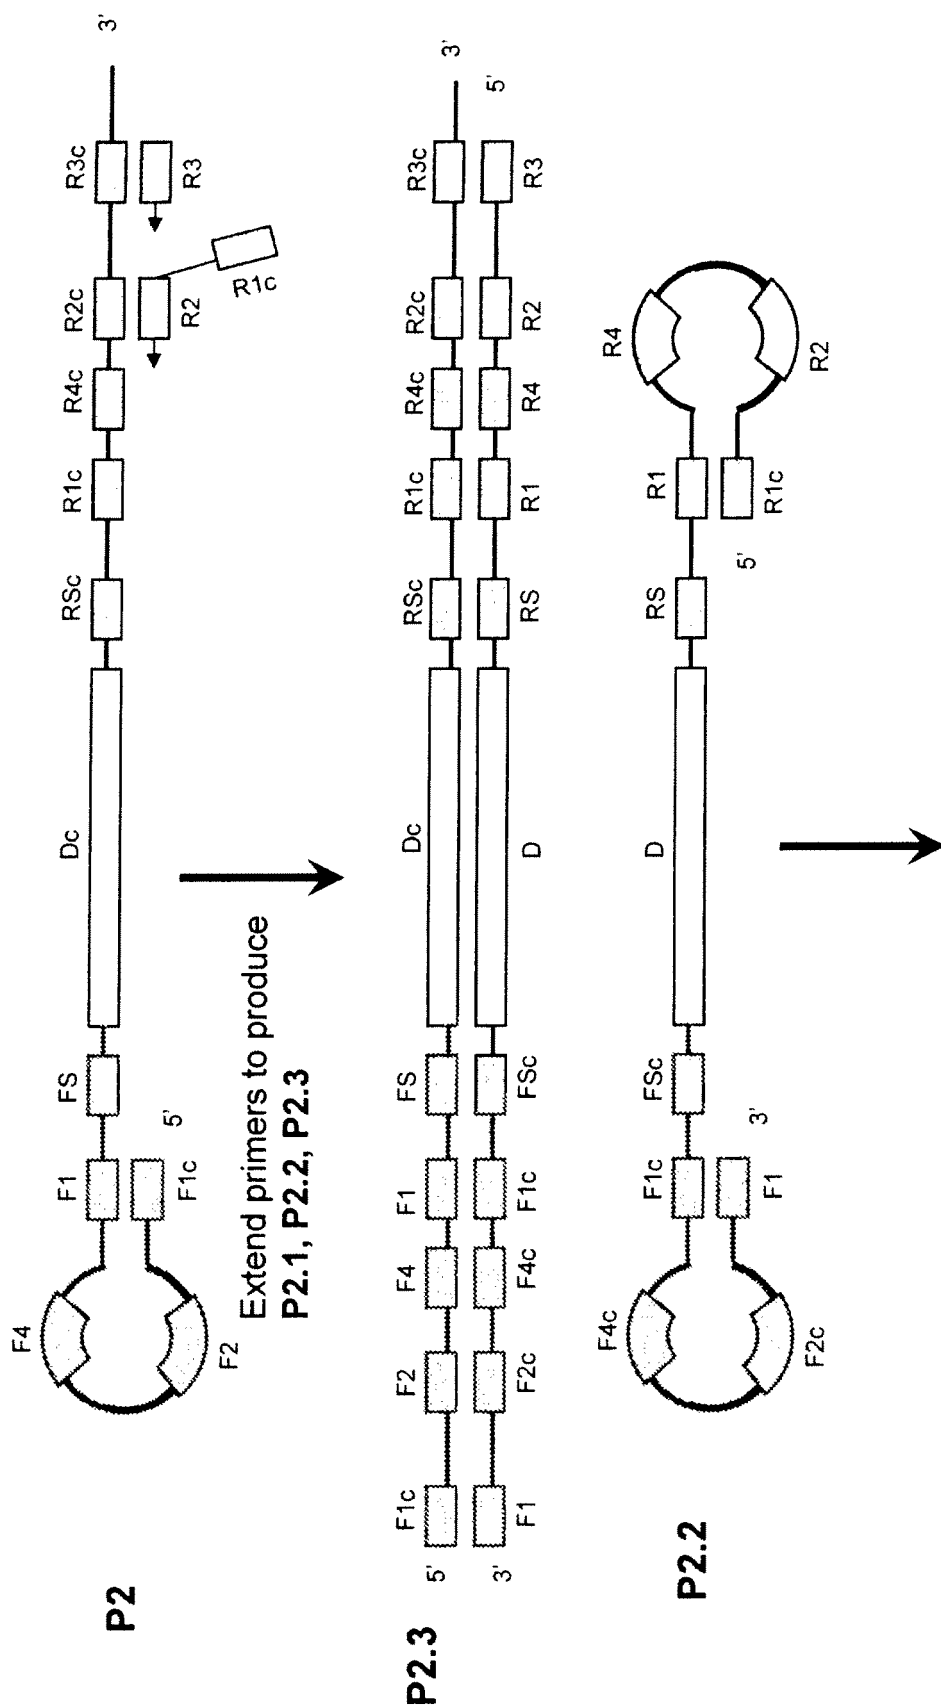 F4 F1 FS Dc RSc R1c R4c R2c R3c 3'
P2
F2 F1c 5' R2 R1c R3
Extend primers to produce
P2.1, P2.2, P2.3
P2.3
F1c F2 F4 F1 FS Dc RSc R1c R4c R2c R3c
5' 3'
3' 5'
F1 F2c F4c F1c FSc D RS R1 R4 R2 R3
P2.2
F4c F1c FSc D RS R1 R4
F2c F1 3' 5' R1c R2